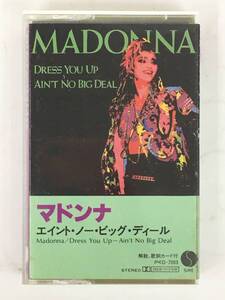 MADONNA
DRESS YOU UP
AIN'T NO BIG DEAL
マドンナ
エイント・ノー・ビッグ・ディール
Madonna/Dress You Up—Ain't No Big Deal
解説、歌詞カード付
STEREO
SIRE